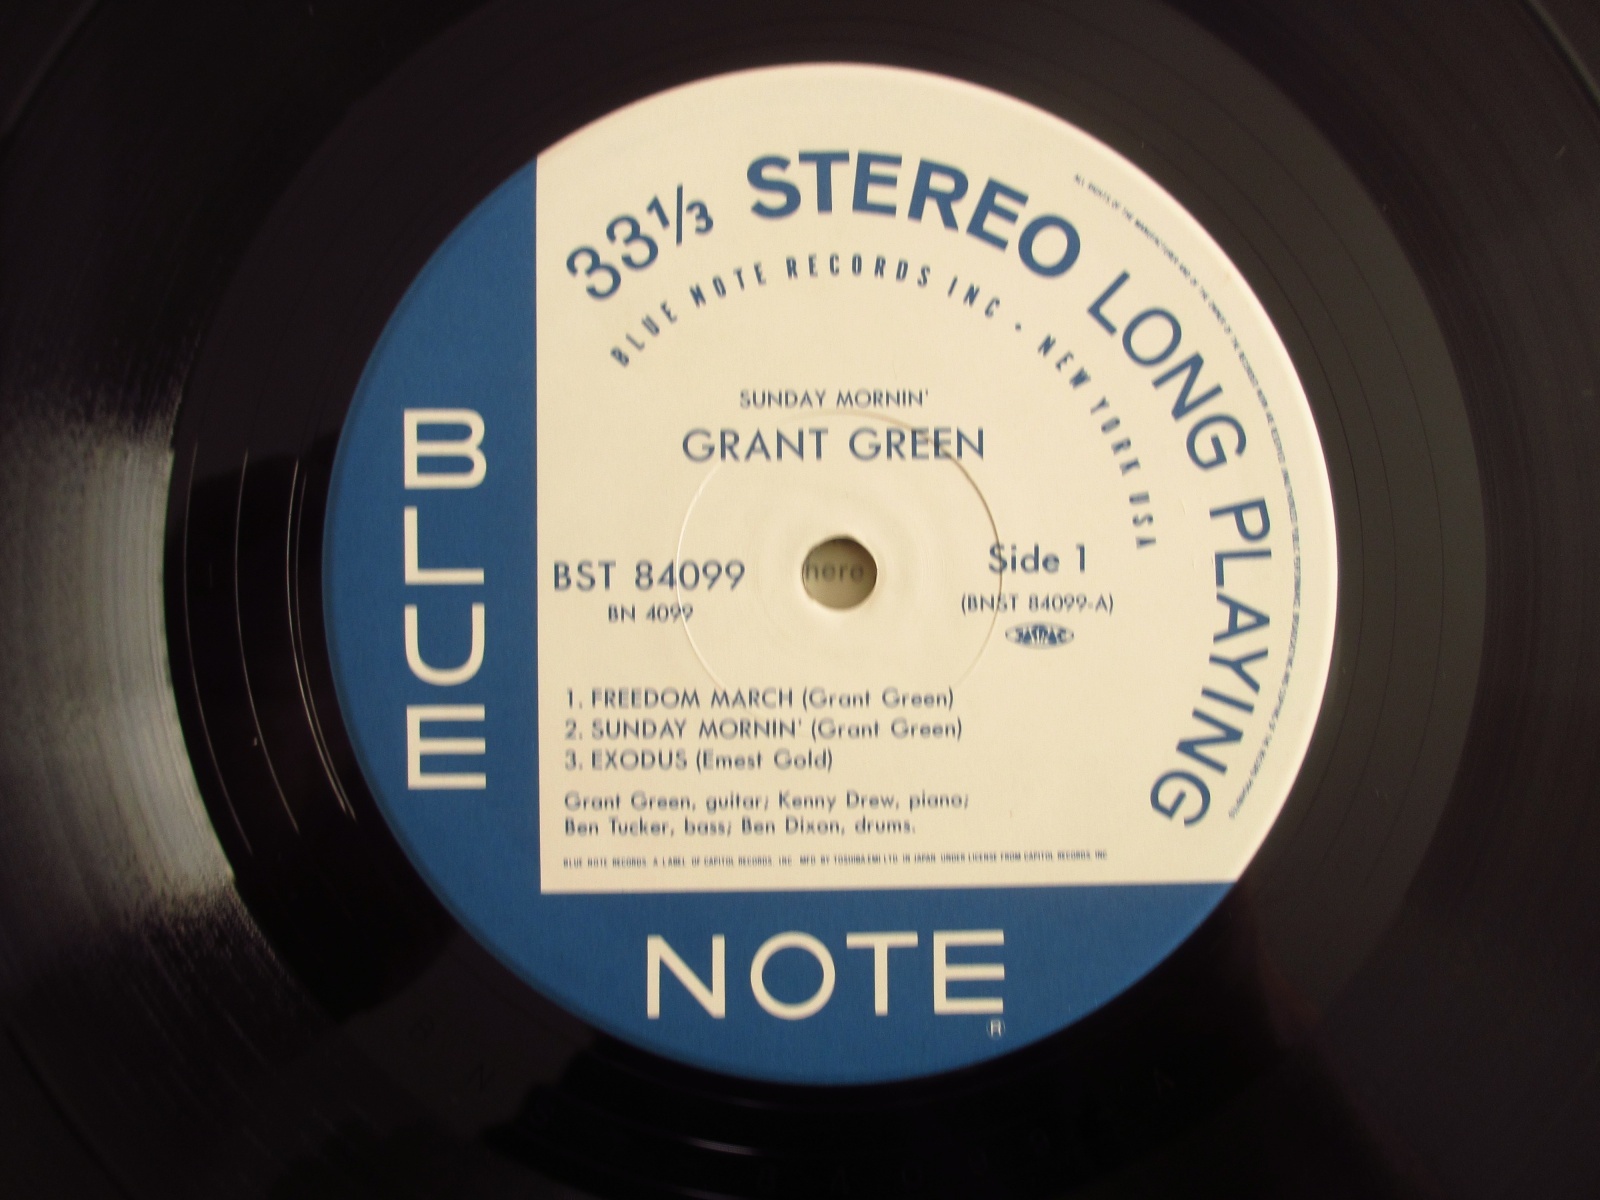 33⅓ STEREO LONG PLAYING
BLUE NOTE RECORDS INC · NEW YORK USA
SUNDAY MORNIN'
GRANT GREEN
BST 84099
BN 4099
here
Side 1
(BNST 84099-A)
1. FREEDOM MARCH (Grant Green)
2. SUNDAY MORNIN' (Grant Green)
3. EXODUS (Ernest Gold)
Grant Green, guitar; Kenny Drew, piano;
Ben Tucker, bass; Ben Dixon, drums.
BLUE NOTE RECORDS. A LABEL OF CAPITOL RECORDS, INC. MFD BY TOSHIBA EMI LTD. IN JAPAN. UNDER LICENSE FROM CAPITOL RECORDS, INC
BLUE
NOTE
®